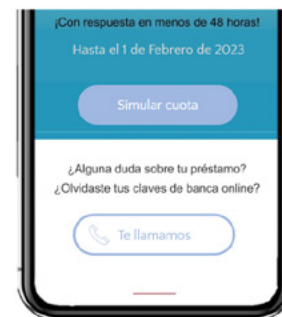 ¡Con respuesta en menos de 48 horas!
Hasta el 1 de Febrero de 2023
Simular cuota
¿Alguna duda sobre tu préstamo?
¿Olvidaste tus claves de banca online?
Te llamamos